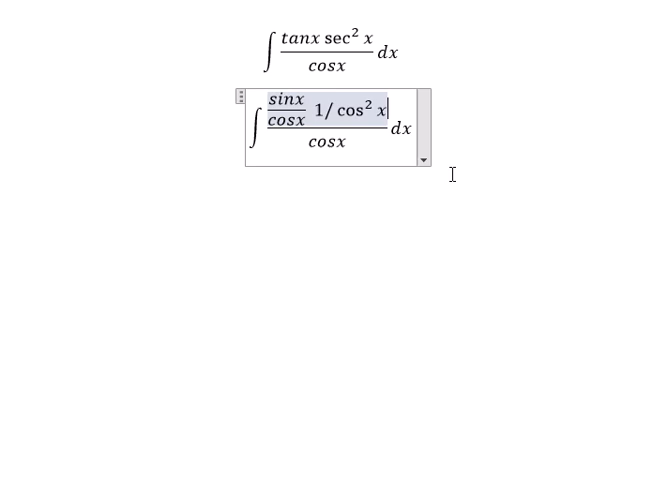 ∫ tanx sec² x / cosx dx
∫ sinx/cosx 1/ cos² x / cosx dx